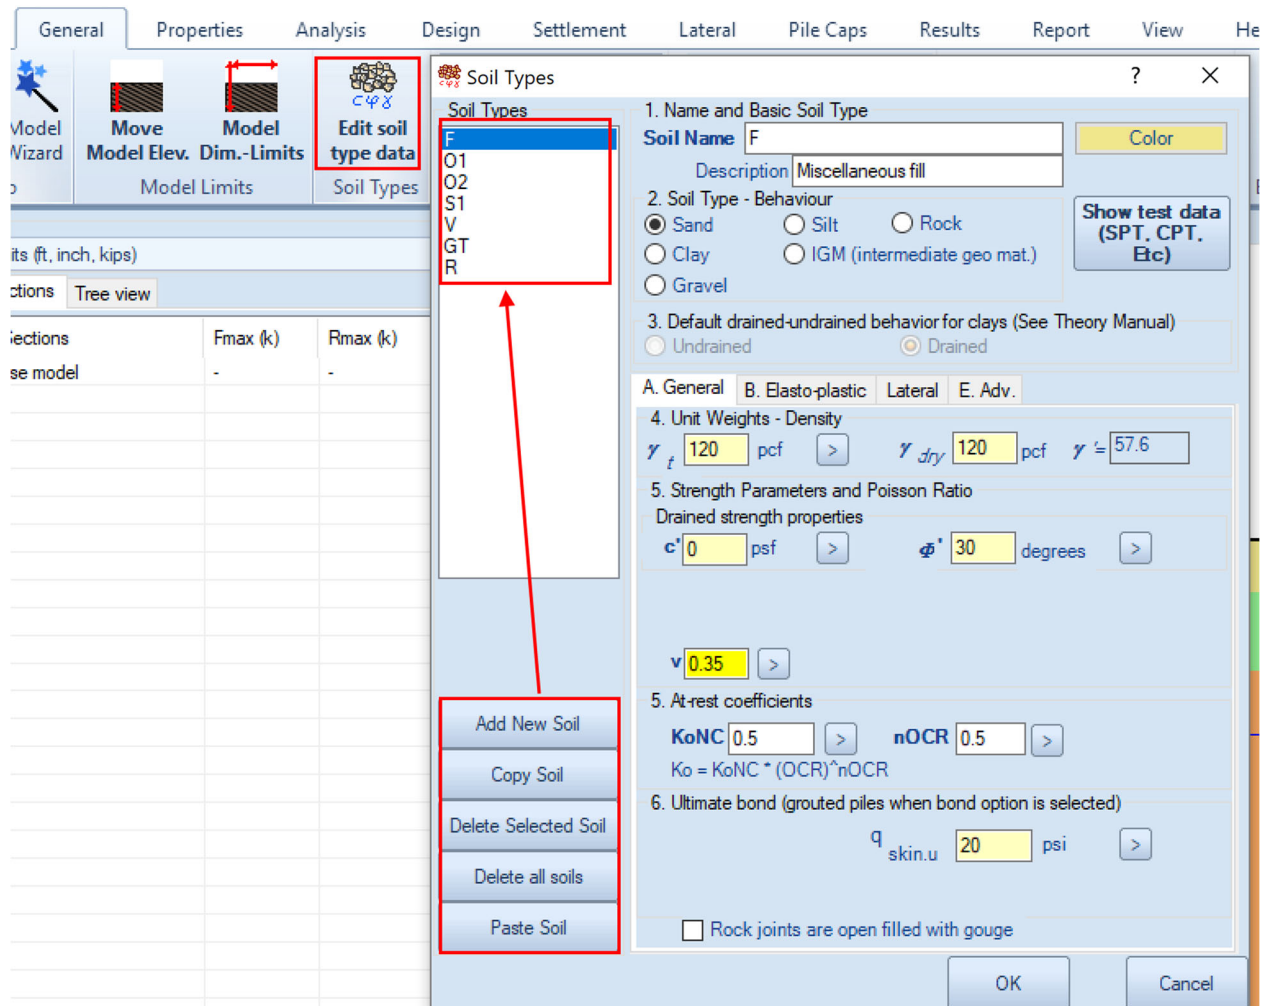 General Properties Analysis Design Settlement Lateral Pile Caps Results Report View He
Model Wizard
Move Model Elev.
Model Dim.-Limits
cφγ
Edit soil type data
Model Limits
Soil Types
its (ft, inch, kips)
ctions Tree view
Sections Fmax (k) Rmax (k)
se model - -
cφγ Soil Types ? X
Soil Types
F
O1
O2
S1
V
GT
R
Add New Soil
Copy Soil
Delete Selected Soil
Delete all soils
Paste Soil
1. Name and Basic Soil Type
Soil Name F Color
Description Miscellaneous fill
2. Soil Type - Behaviour
Sand Silt Rock
Clay IGM (intermediate geo mat.)
Gravel
Show test data
(SPT, CPT,
Etc)
3. Default drained-undrained behavior for clays (See Theory Manual)
Undrained Drained
A. General B. Elasto-plastic Lateral E. Adv.
4. Unit Weights - Density
γ t 120 pcf > γ dry 120 pcf γ '= 57.6
5. Strength Parameters and Poisson Ratio
Drained strength properties
c' 0 psf > Φ' 30 degrees >
v 0.35 >
5. At-rest coefficients
KoNC 0.5 > nOCR 0.5 >
Ko = KoNC * (OCR)^nOCR
6. Ultimate bond (grouted piles when bond option is selected)
q skin.u 20 psi >
Rock joints are open filled with gouge
OK Cancel